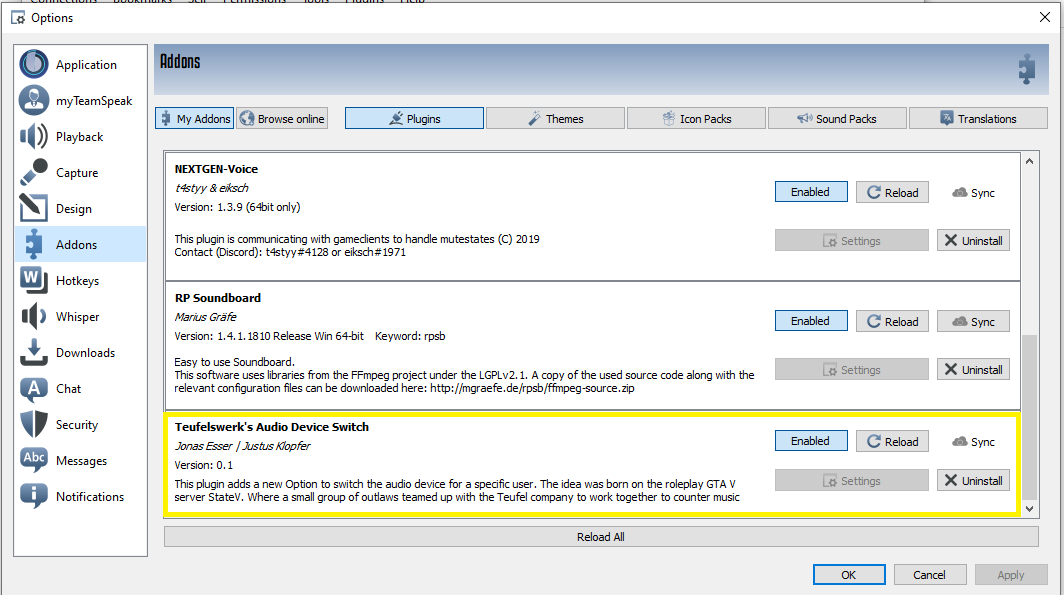 Connections Bookmarks Self Permissions Tools Plugins Help
Options
Application
myTeamSpeak
Playback
Capture
Design
Addons
Hotkeys
Whisper
Downloads
Chat
Security
Messages
Notifications
Addons
My Addons Browse online Plugins Themes Icon Packs Sound Packs Translations
NEXTGEN-Voice
t4styy & eiksch
Version: 1.3.9 (64bit only)
Enabled Reload Sync
This plugin is communicating with gameclients to handle mutestates (C) 2019
Contact (Discord): t4styy#4128 or eiksch#1971
Settings Uninstall
RP Soundboard
Marius Gräfe
Version: 1.4.1.1810 Release Win 64-bit Keyword: rpsb
Enabled Reload Sync
Easy to use Soundboard.
This software uses libraries from the FFmpeg project under the LGPLv2.1. A copy of the used source code along with the
relevant configuration files can be downloaded here: http://mgraefe.de/rpsb/ffmpeg-source.zip
Settings Uninstall
Teufelswerk's Audio Device Switch
Jonas Esser / Justus Klopfer
Version: 0.1
Enabled Reload Sync
This plugin adds a new Option to switch the audio device for a specific user. The idea was born on the roleplay GTA V
server StateV. Where a small group of outlaws teamed up with the Teufel company to work together to counter music
Settings Uninstall
Reload All
OK Cancel Apply